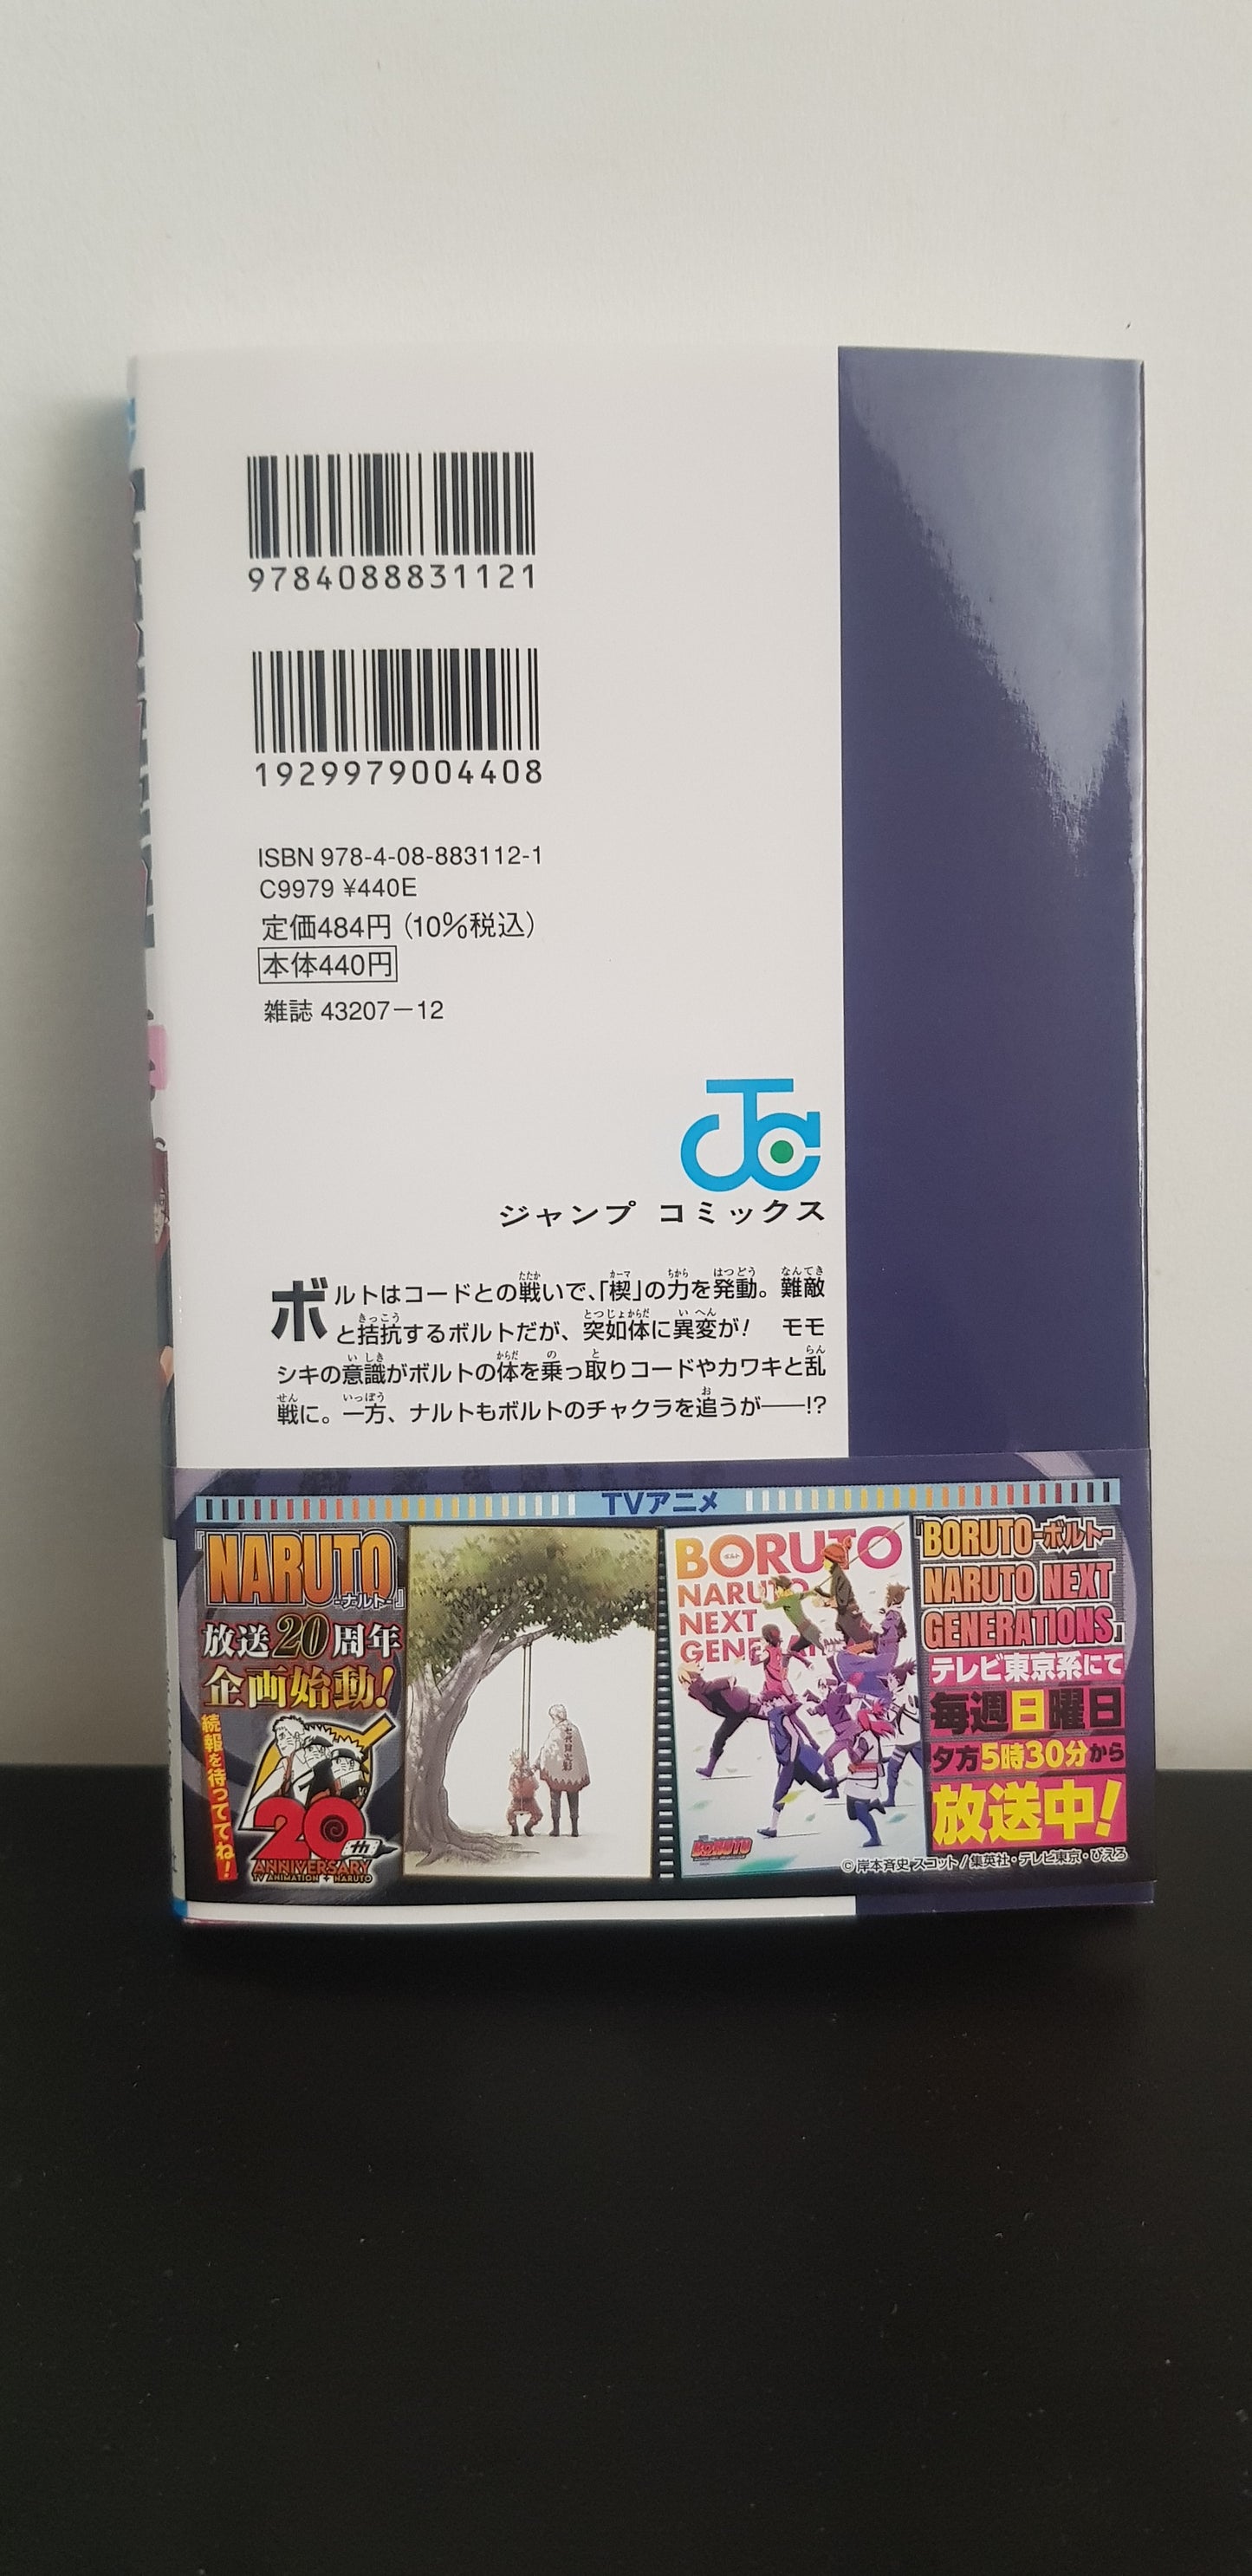 9784088831121
1929979004408
ISBN 978-4-08-883112-1
C9979 ¥440E
定価484円（10%税込）
本体440円
雑誌 43207－12
JC
ジャンプ コミックス
ボルトはコードとの戦いで、「楔」の力を発動。難敵
と拮抗するボルトだが、突如体に異変が！　モモ
シキの意識がボルトの体を乗っ取りコードやカワキと乱
戦に。一方、ナルトもボルトのチャクラを追うが――!?
TVアニメ
『NARUTO
-ナルト-』
放送20周年
企画始動！
続報を待っててね！
20th
ANNIVERSARY
TV ANIMATION NARUTO
七代目火影
BORUTO
ボルト
NARUTO
NEXT
BORUTO
『BORUTO-ボルト-
NARUTO NEXT
GENERATIONS』
テレビ東京系にて
毎週日曜日
夕方5時30分から
放送中！
© 岸本斉史 スコット / 集英社・テレビ東京・ぴえろ